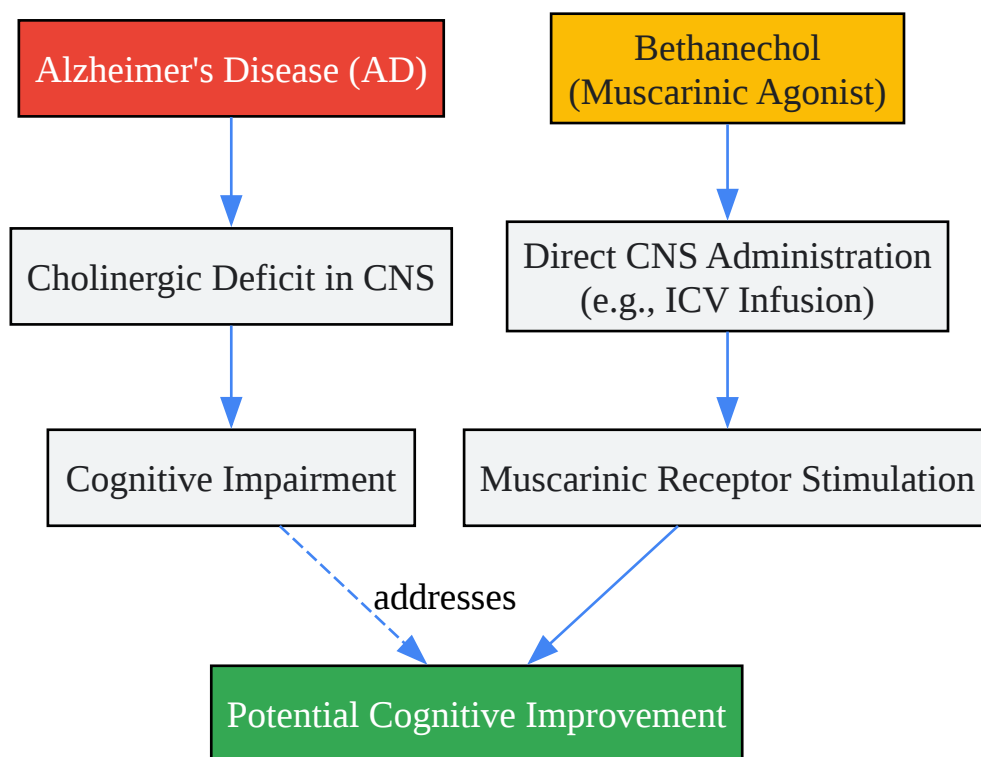 Alzheimer's Disease (AD)
Bethanechol
(Muscarinic Agonist)
Cholinergic Deficit in CNS
Direct CNS Administration
(e.g., ICV Infusion)
Cognitive Impairment
Muscarinic Receptor Stimulation
addresses
Potential Cognitive Improvement